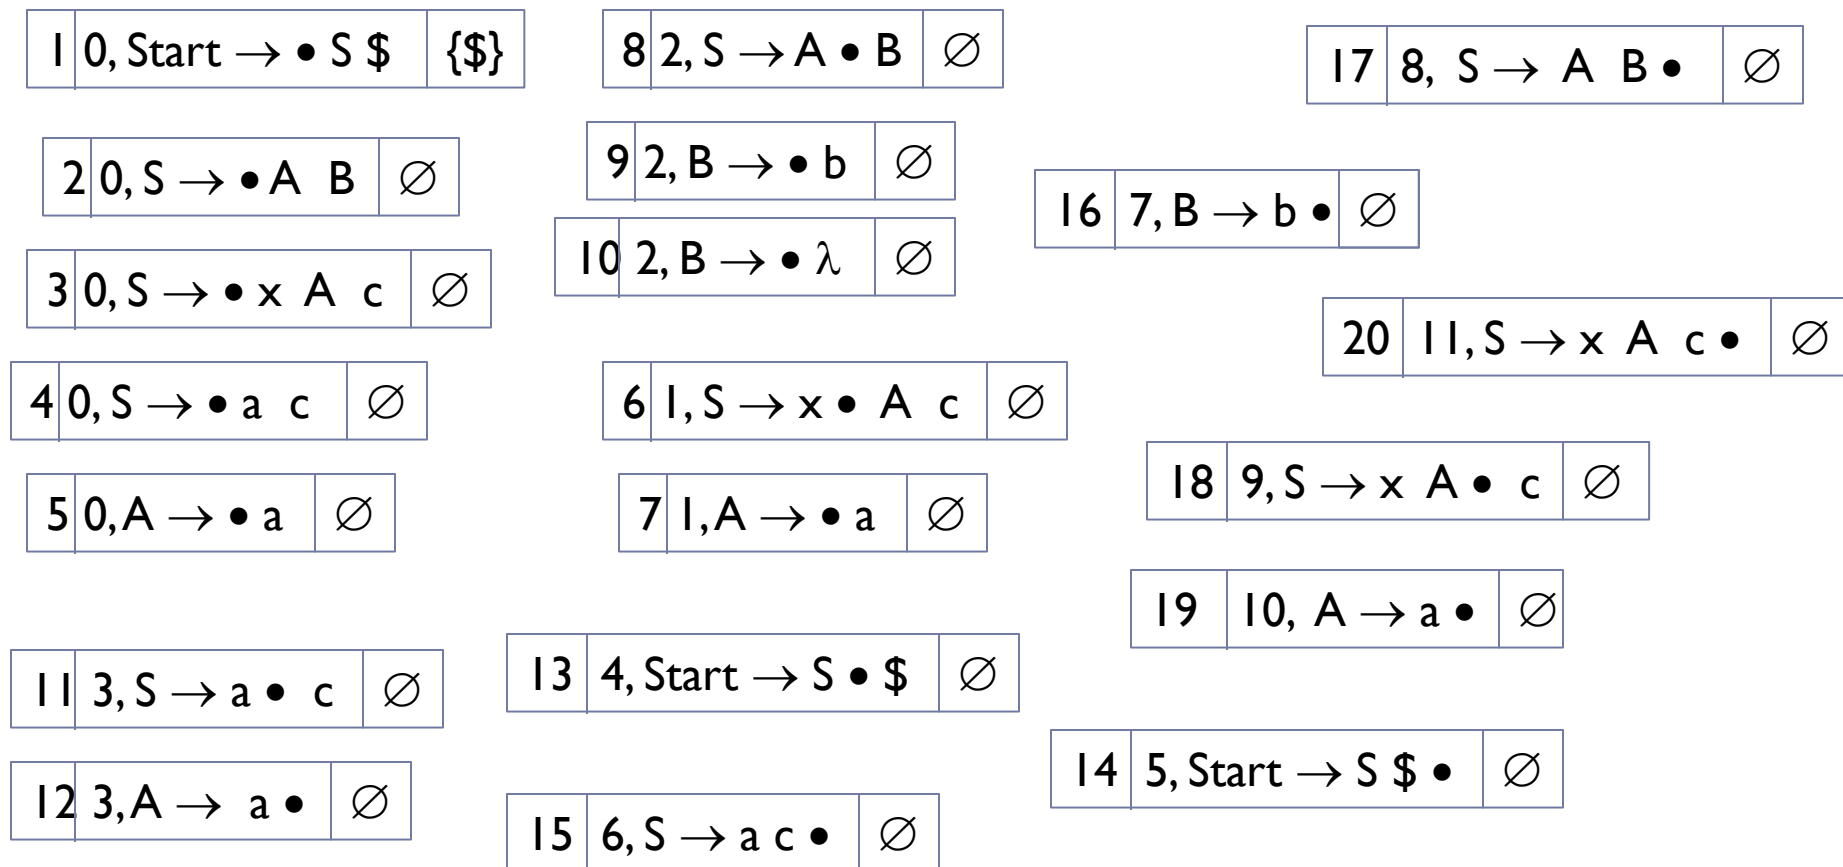 1 0, Start → • S $ {$}
2 0, S → • A B ∅
3 0, S → • x A c ∅
4 0, S → • a c ∅
5 0, A → • a ∅
11 3, S → a • c ∅
12 3, A → a • ∅
8 2, S → A • B ∅
9 2, B → • b ∅
10 2, B → • λ ∅
6 1, S → x • A c ∅
7 1, A → • a ∅
13 4, Start → S • $ ∅
15 6, S → a c • ∅
17 8, S → A B • ∅
16 7, B → b • ∅
20 11, S → x A c • ∅
18 9, S → x A • c ∅
19 10, A → a • ∅
14 5, Start → S $ • ∅